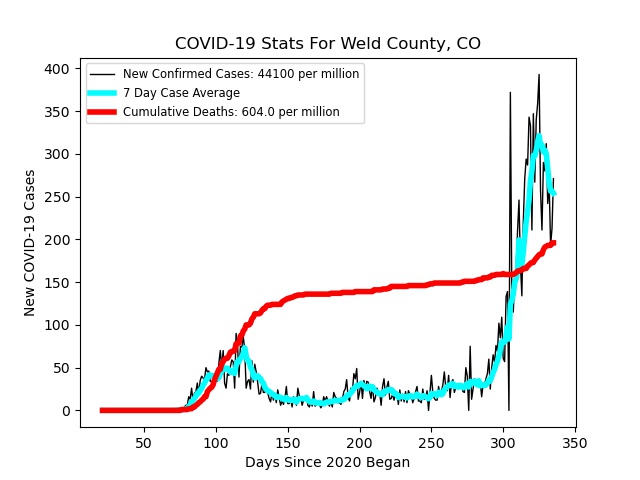 COVID-19 Stats For Weld County, CO
New Confirmed Cases: 44100 per million
7 Day Case Average
Cumulative Deaths: 604.0 per million
New COVID-19 Cases
400
350
300
250
200
150
100
50
0
50 100 150 200 250 300 350
Days Since 2020 Began